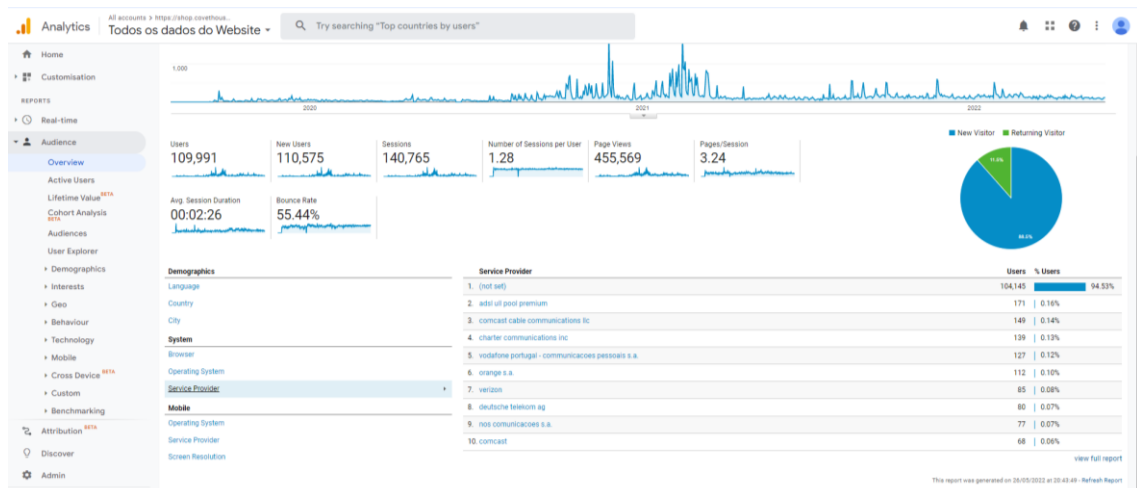 Analytics
All accounts > https://shop.covethous..
Todos os dados do Website
Try searching "Top countries by users"
Home
Customisation
REPORTS
Real-time
Audience
Overview
Active Users
Lifetime Value BETA
Cohort Analysis
BETA
Audiences
User Explorer
Demographics
Interests
Geo
Behaviour
Technology
Mobile
Cross Device BETA
Custom
Benchmarking
Attribution BETA
Discover
Admin
1,000
2020 2021 2022
New Visitor Returning Visitor
Users New Users Sessions Number of Sessions per User Page Views Pages/Session
109,991 110,575 140,765 1.28 455,569 3.24
Avg. Session Duration Bounce Rate
00:02:26 55.44%
Demographics
Language
Country
City
System
Browser
Operating System
Service Provider
Mobile
Operating System
Service Provider
Screen Resolution
Service Provider Users % Users
1. (not set) 104,145 94.53%
2. adsl uil pool premium 171 0.16%
3. comcast cable communications llc 149 0.14%
4. charter communications inc 139 0.13%
5. vodafone portugal - communicacoes pessoais s.a. 127 0.12%
6. orange s.a. 112 0.10%
7. verizon 85 0.08%
8. deutsche telekom ag 80 0.07%
9. nos comunicacoes s.a. 77 0.07%
10. comcast 68 0.06%
view full report
This report was generated on 26/05/2022 at 20:43:49 - Refresh Report